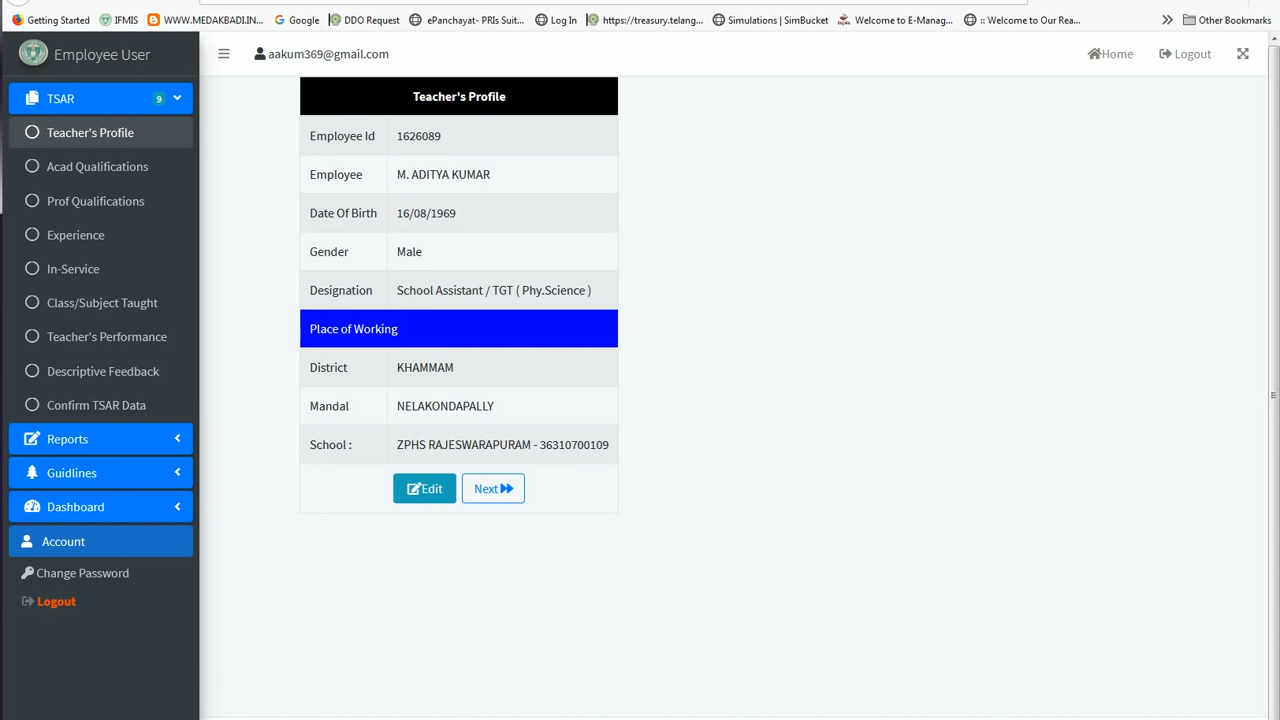 Getting Started IFMIS WWW.MEDAKBADI.IN... Google DDO Request ePanchayat- PRIs Suit... Log In https://treasury.telang... Simulations | SimBucket Welcome to E-Manag... :: Welcome to Our Rea... Other Bookmarks
Employee User
aakum369@gmail.com Home Logout
TSAR 9
Teacher's Profile
Acad Qualifications
Prof Qualifications
Experience
In-Service
Class/Subject Taught
Teacher's Performance
Descriptive Feedback
Confirm TSAR Data
Reports
Guidlines
Dashboard
Account
Change Password
Logout
Teacher's Profile
Employee Id 1626089
Employee M. ADITYA KUMAR
Date Of Birth 16/08/1969
Gender Male
Designation School Assistant / TGT ( Phy.Science )
Place of Working
District KHAMMAM
Mandal NELAKONDAPALLY
School : ZPHS RAJESWARAPURAM - 36310700109
Edit Next